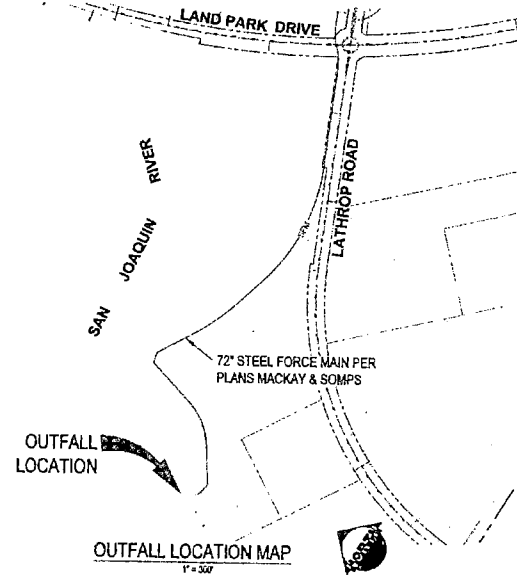 LAND PARK DRIVE
LATHROP ROAD
SAN JOAQUIN RIVER
72" STEEL FORCE MAIN PER
PLANS MACKAY & SOMPS
OUTFALL
LOCATION
OUTFALL LOCATION MAP
NORTH